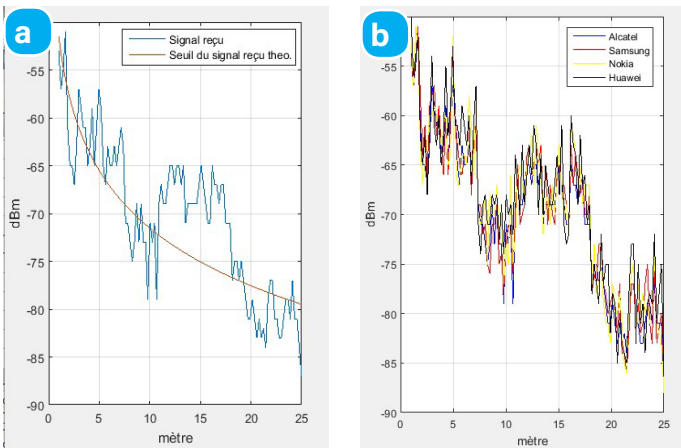 a
Signal reçu
Seuil du signal reçu theo.
dBm
-55
-60
-65
-70
-75
-80
-85
-90
0 5 10 15 20 25
mètre
b
Alcatel
Samsung
Nokia
Huawei
dBm
-55
-60
-65
-70
-75
-80
-85
-90
0 5 10 15 20 25
mètre